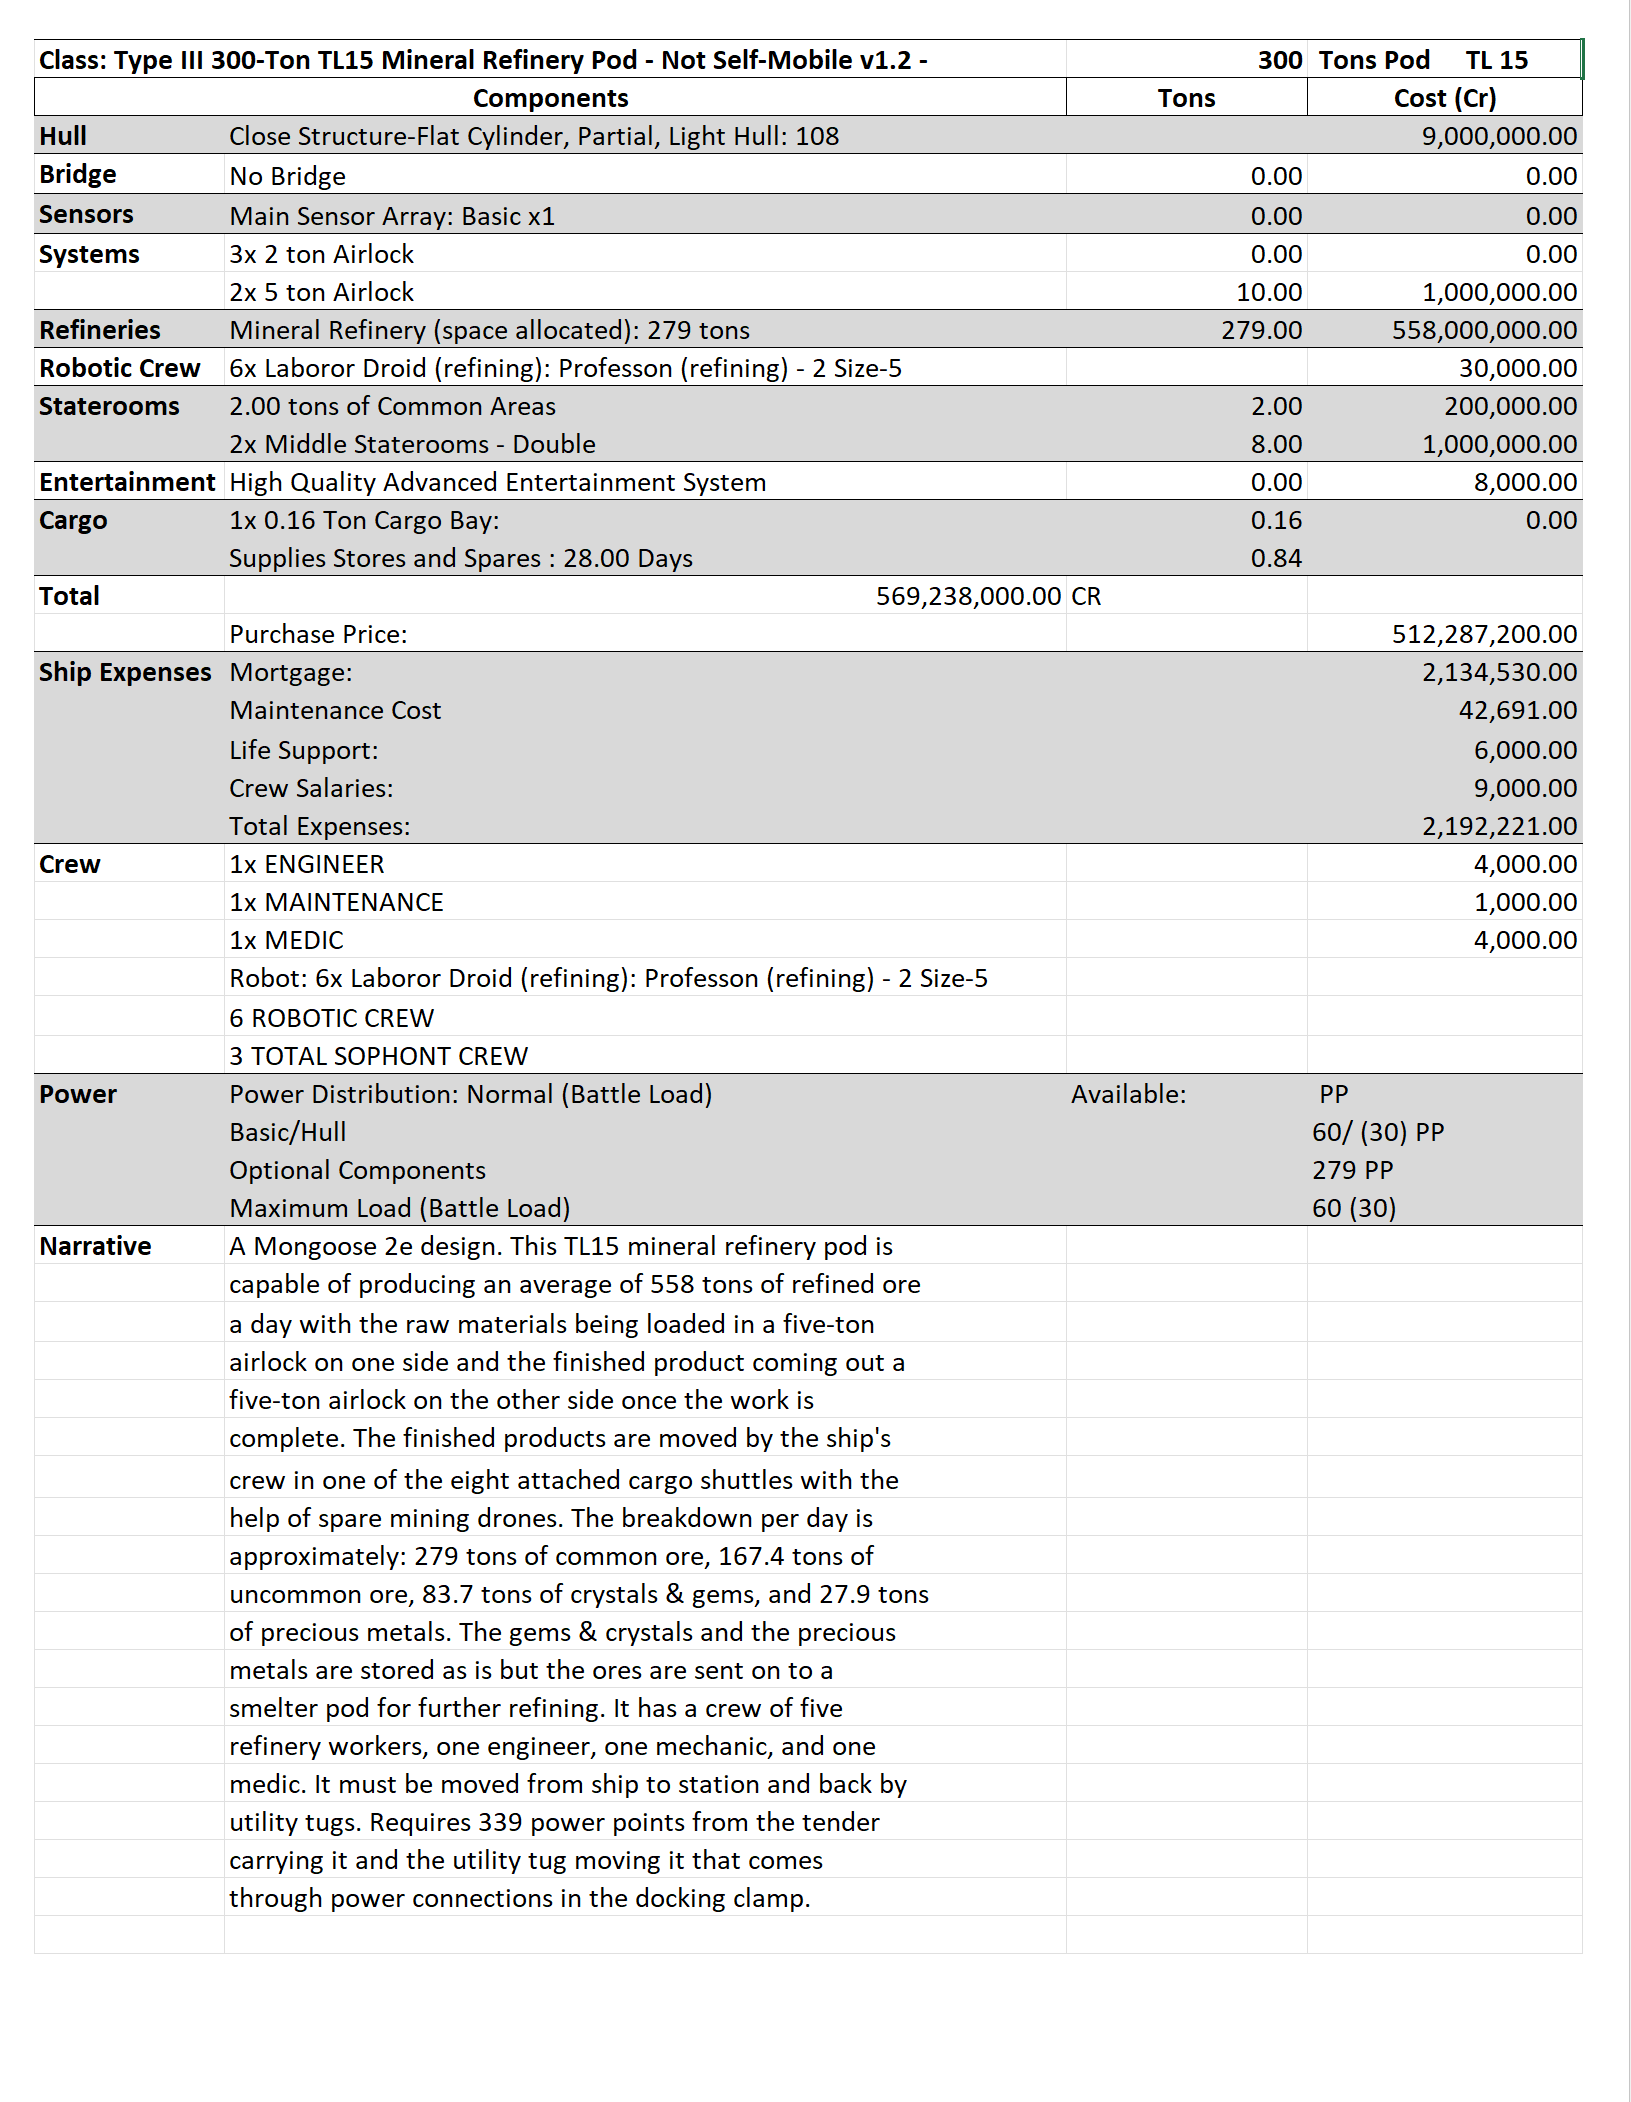 Class: Type III 300-Ton TL15 Mineral Refinery Pod - Not Self-Mobile v1.2 - 300 Tons Pod TL 15
Components Tons Cost (Cr)
Hull Close Structure-Flat Cylinder, Partial, Light Hull: 108 9,000,000.00
Bridge No Bridge 0.00 0.00
Sensors Main Sensor Array: Basic x1 0.00 0.00
Systems 3x 2 ton Airlock 0.00 0.00
2x 5 ton Airlock 10.00 1,000,000.00
Refineries Mineral Refinery (space allocated): 279 tons 279.00 558,000,000.00
Robotic Crew 6x Laboror Droid (refining): Professon (refining) - 2 Size-5 30,000.00
Staterooms 2.00 tons of Common Areas 2.00 200,000.00
2x Middle Staterooms - Double 8.00 1,000,000.00
Entertainment High Quality Advanced Entertainment System 0.00 8,000.00
Cargo 1x 0.16 Ton Cargo Bay: 0.16 0.00
Supplies Stores and Spares : 28.00 Days 0.84
Total 569,238,000.00 CR
Purchase Price: 512,287,200.00
Ship Expenses Mortgage: 2,134,530.00
Maintenance Cost 42,691.00
Life Support: 6,000.00
Crew Salaries: 9,000.00
Total Expenses: 2,192,221.00
Crew 1x ENGINEER 4,000.00
1x MAINTENANCE 1,000.00
1x MEDIC 4,000.00
Robot: 6x Laboror Droid (refining): Professon (refining) - 2 Size-5
6 ROBOTIC CREW
3 TOTAL SOPHONT CREW
Power Power Distribution: Normal (Battle Load) Available: PP
Basic/Hull 60/ (30) PP
Optional Components 279 PP
Maximum Load (Battle Load) 60 (30)
Narrative A Mongoose 2e design. This TL15 mineral refinery pod is
capable of producing an average of 558 tons of refined ore
a day with the raw materials being loaded in a five-ton
airlock on one side and the finished product coming out a
five-ton airlock on the other side once the work is
complete. The finished products are moved by the ship's
crew in one of the eight attached cargo shuttles with the
help of spare mining drones. The breakdown per day is
approximately: 279 tons of common ore, 167.4 tons of
uncommon ore, 83.7 tons of crystals & gems, and 27.9 tons
of precious metals. The gems & crystals and the precious
metals are stored as is but the ores are sent on to a
smelter pod for further refining. It has a crew of five
refinery workers, one engineer, one mechanic, and one
medic. It must be moved from ship to station and back by
utility tugs. Requires 339 power points from the tender
carrying it and the utility tug moving it that comes
through power connections in the docking clamp.